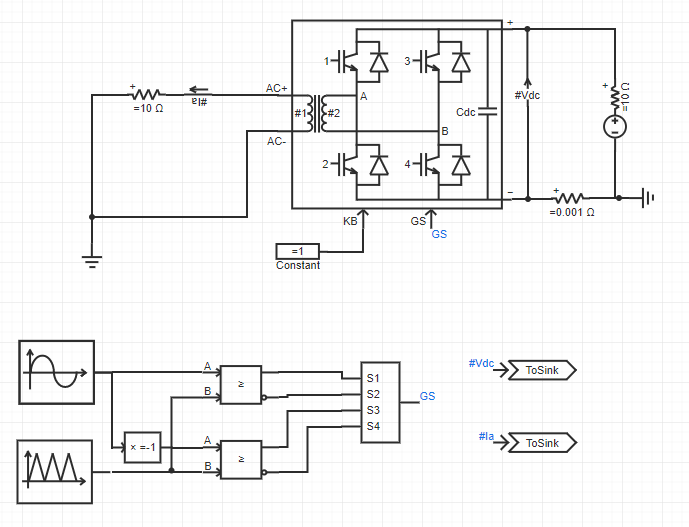 +
1
3
AC+
+
+
#Ia
A
#Vdc
=10 Ω
#1
#2
Cdc
=10 Ω
B
AC-
2
4
−
+
KB
GS
=0.001 Ω
GS
=1
Constant
A
≥
#Vdc
ToSink
B
S1
S2
GS
S3
S4
× =-1
A
≥
#Ia
ToSink
B